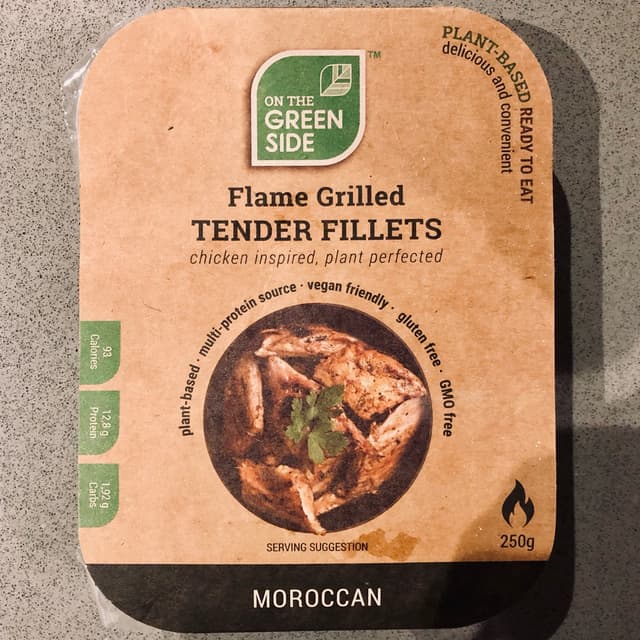 ON THE
GREEN
SIDE
TM
PLANT-BASED READY TO EAT
delicious and convenient
Flame Grilled
TENDER FILLETS
chicken inspired, plant perfected
plant-based · multi-protein source · vegan friendly · gluten free · GMO free
93
Calories
12,8 g
Protein
1,92 g
Carbs
SERVING SUGGESTION
250g
MOROCCAN